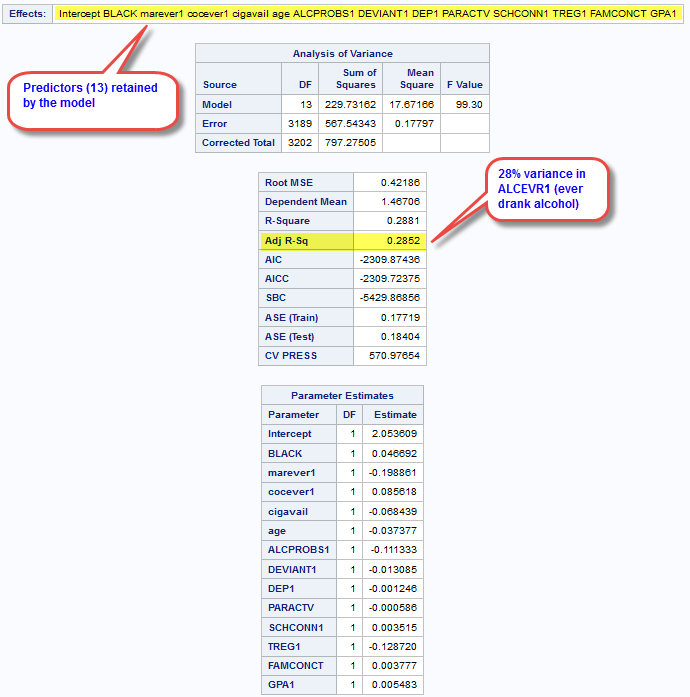 Effects: Intercept BLACK marever1 cocever1 cigavail age ALCPROBS1 DEVIANT1 DEP1 PARACTV SCHCONN1 TREG1 FAMCONCT GPA1
Predictors (13) retained
by the model
Analysis of Variance
Source DF Sum of Squares Mean Square F Value
Model 13 229.73162 17.67166 99.30
Error 3189 567.54343 0.17797
Corrected Total 3202 797.27505
28% variance in
ALCEVR1 (ever
drank alcohol)
Root MSE 0.42186
Dependent Mean 1.46706
R-Square 0.2881
Adj R-Sq 0.2852
AIC -2309.87436
AICC -2309.72375
SBC -5429.86856
ASE (Train) 0.17719
ASE (Test) 0.18404
CV PRESS 570.97654
Parameter Estimates
Parameter DF Estimate
Intercept 1 2.053609
BLACK 1 0.046692
marever1 1 -0.198861
cocever1 1 0.085618
cigavail 1 -0.068439
age 1 -0.037377
ALCPROBS1 1 -0.111333
DEVIANT1 1 -0.013085
DEP1 1 -0.001246
PARACTV 1 -0.000586
SCHCONN1 1 0.003515
TREG1 1 -0.128720
FAMCONCT 1 0.003777
GPA1 1 0.005483